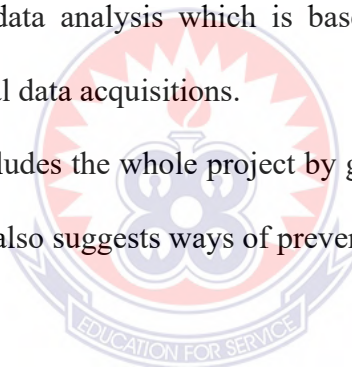 data analysis which is base
l data acquisitions.
ludes the whole project by g
also suggests ways of preven
EDUCATION FOR SERVICE